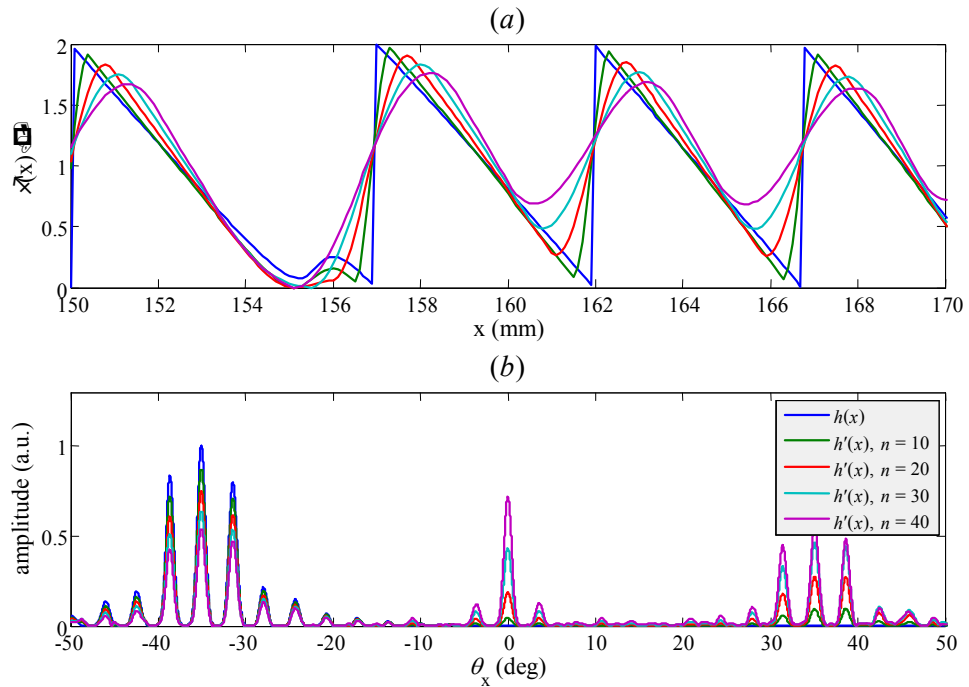 (a)
2
1.5
1
0.5
0
(x)
150 152 154 156 158 160 162 164 166 168 170
x (mm)
(b)
1
0.5
0
amplitude (a.u.)
-50 -40 -30 -20 -10 0 10 20 30 40 50
θx (deg)
h(x)
h′(x), n = 10
h′(x), n = 20
h′(x), n = 30
h′(x), n = 40